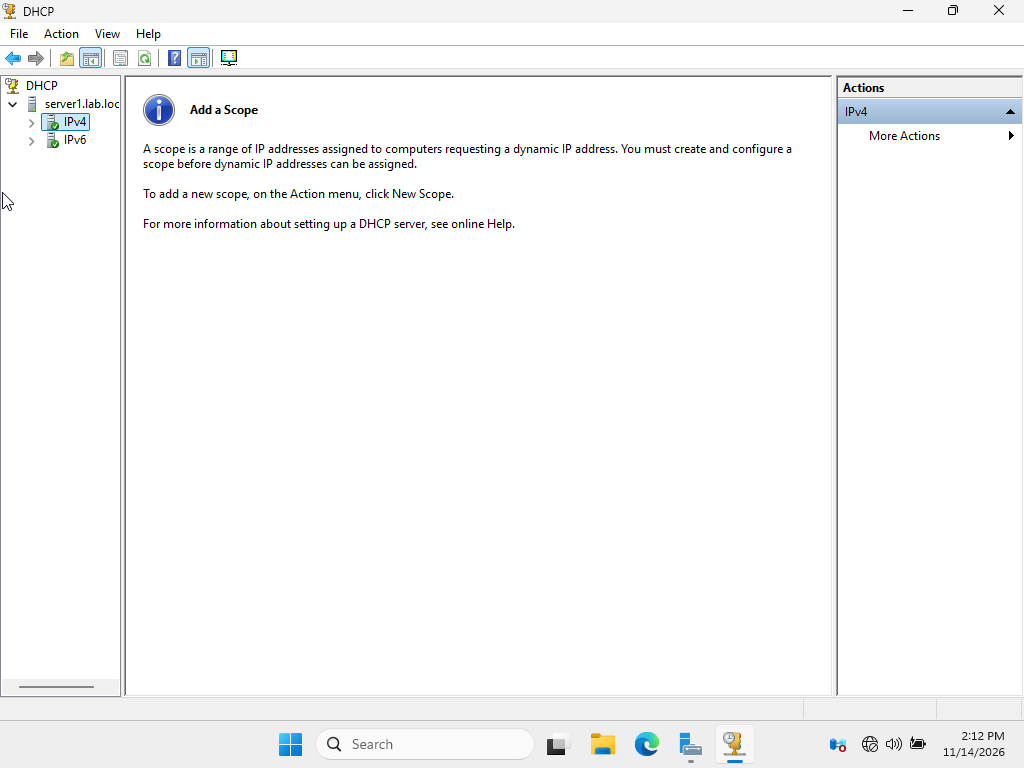 DHCP
File Action View Help
DHCP
server1.lab.loc
IPv4
IPv6
Add a Scope
A scope is a range of IP addresses assigned to computers requesting a dynamic IP address. You must create and configure a
scope before dynamic IP addresses can be assigned.
To add a new scope, on the Action menu, click New Scope.
For more information about setting up a DHCP server, see online Help.
Actions
IPv4
More Actions
Search
2:12 PM
11/14/2026